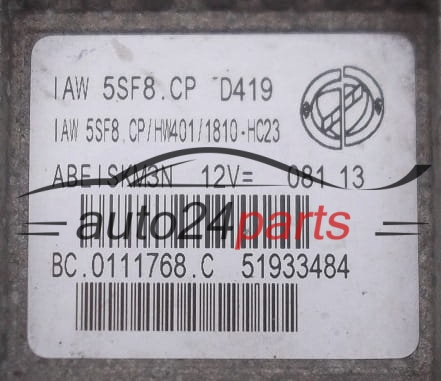 IAW 5SF8.CP D419
IAW 5SF8.CP/HW401/1810-HC23
ABEISKM3N 12V= 081 13
auto24parts
BC.0111768.C 51933484